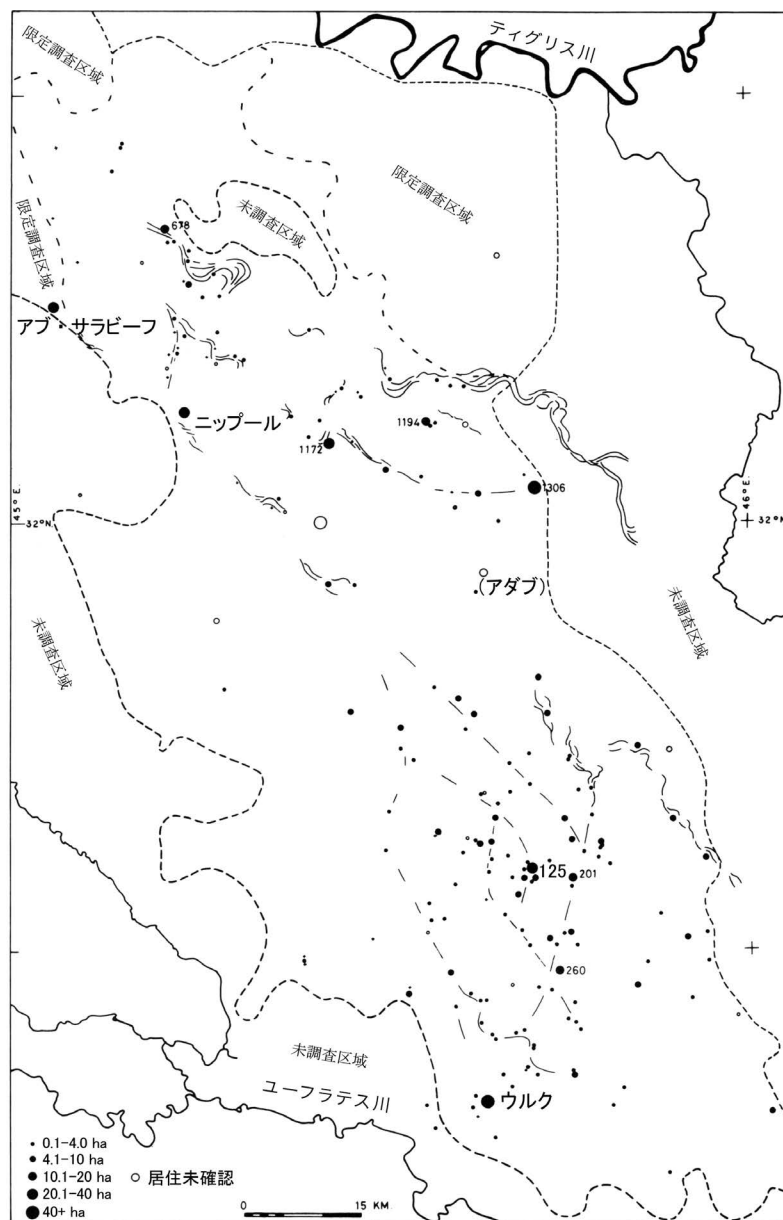 ティグリス川
限定調査区域
限定調査区域
未調査区域
限定調査区域
678
アブ サラビーフ
ニップール
1194
1172
1306
45°E.
32°N.
46°E.
32°N.
(アダブ)
未調査区域
未調査区域
125
201
260
未調査区域
ユーフラテス川
ウルク
0.1-4.0 ha
4.1-10 ha
10.1-20 ha
居住未確認
20.1-40 ha
40+ ha
0
15 KM